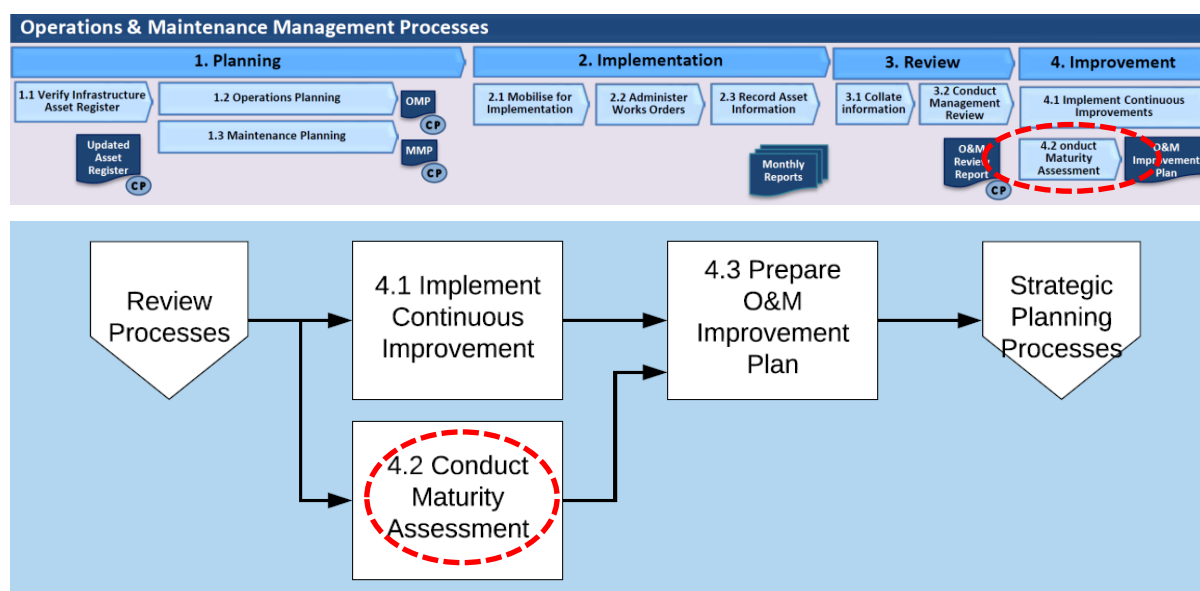 Operations & Maintenance Management Processes
1. Planning
2. Implementation
3. Review
4. Improvement
1.1 Verify Infrastructure
Asset Register
1.2 Operations Planning
OMP
CP
1.3 Maintenance Planning
MMP
CP
Updated
Asset
Register
CP
2.1 Mobilise for
Implementation
2.2 Administer
Works Orders
2.3 Record Asset
Information
Monthly
Reports
3.1 Collate
information
3.2 Conduct
Management
Review
O&M
Review
Report
CP
4.1 Implement Continuous
Improvements
4.2 onduct
Maturity
Assessment
O&M
Improvement
Plan
Review
Processes
4.1 Implement
Continuous
Improvement
4.2 Conduct
Maturity
Assessment
4.3 Prepare
O&M
Improvement
Plan
Strategic
Planning
Processes